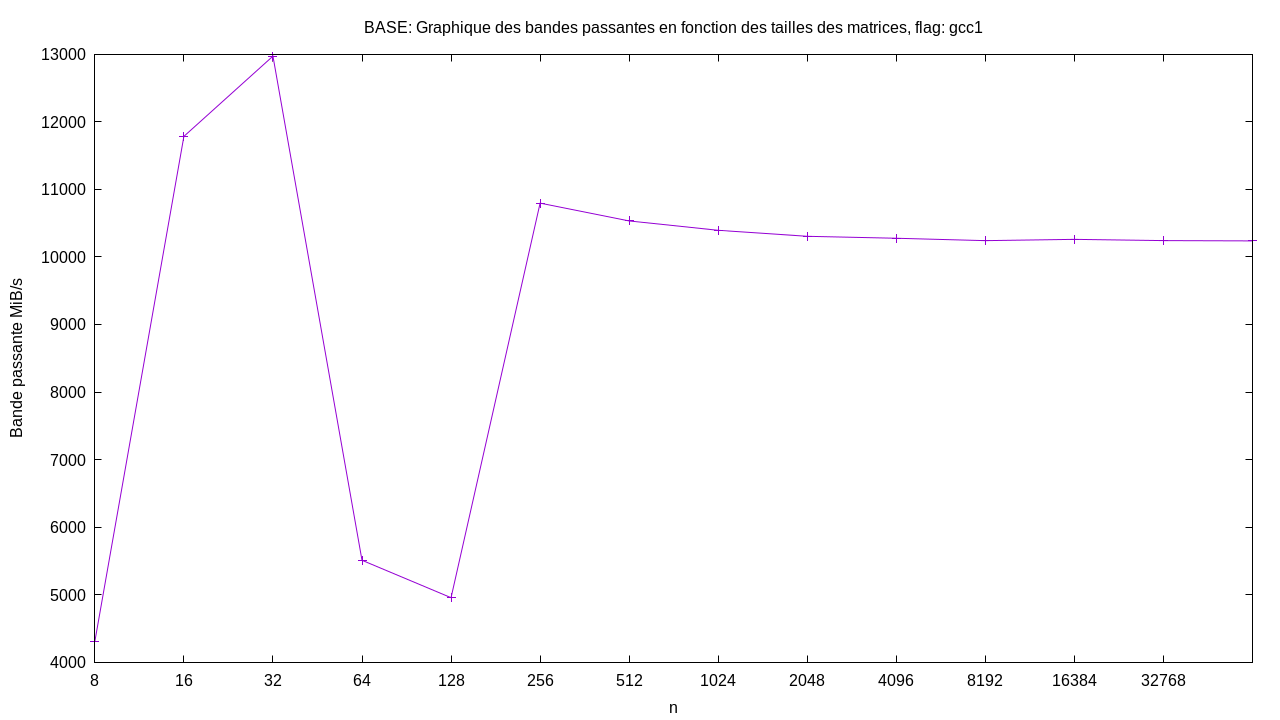 BASE: Graphique des bandes passantes en fonction des tailles des matrices, flag: gcc1
13000
12000
11000
10000
9000
8000
7000
6000
5000
4000
Bande passante MiB/s
8 16 32 64 128 256 512 1024 2048 4096 8192 16384 32768
n